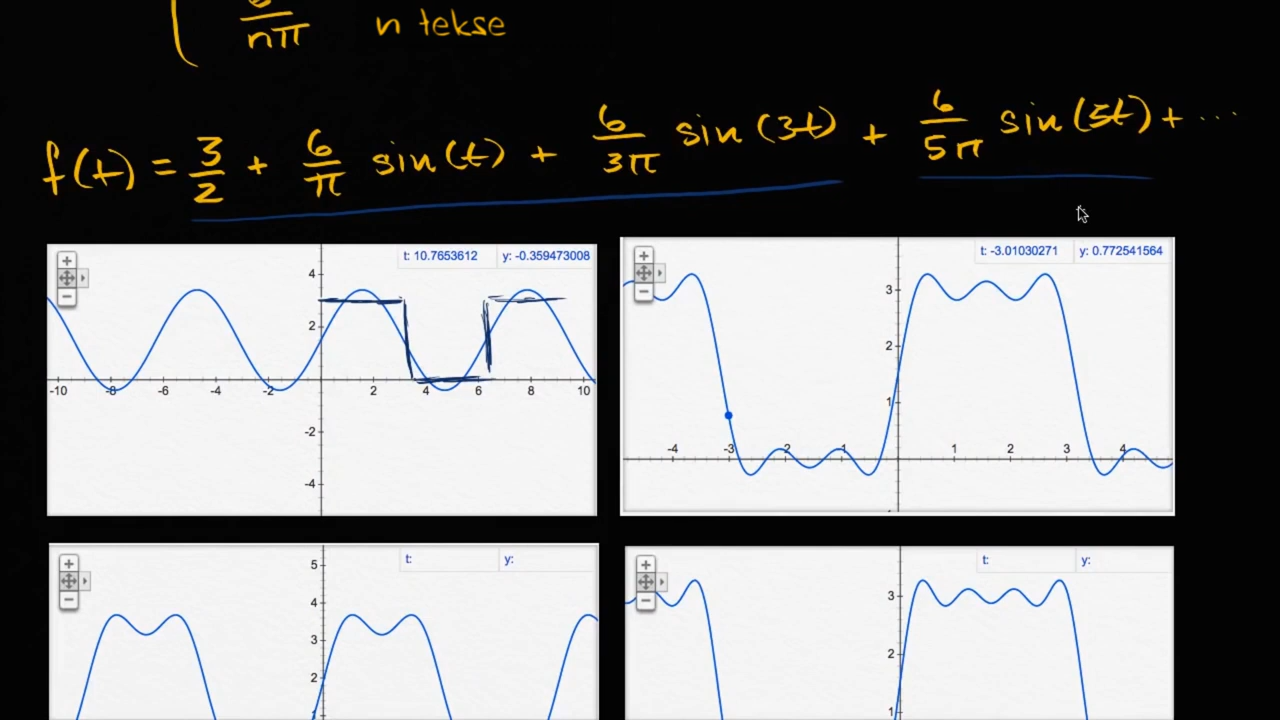 nπ n tekse
f(t) = 3/2 + 6/π sin(t) + 6/3π sin(3t) + 6/5π sin(5t) + ...
t: 10.7653612 y: -0.359473008
4
2
-10 -8 -6 -4 -2 2 4 6 8 10
-2
-4
t: -3.01030271 y: 0.772541564
3
2
1
-4 -3 -2 -1 1 2 3 4
t: y:
5
4
3
2
1
t: y:
3
2
1